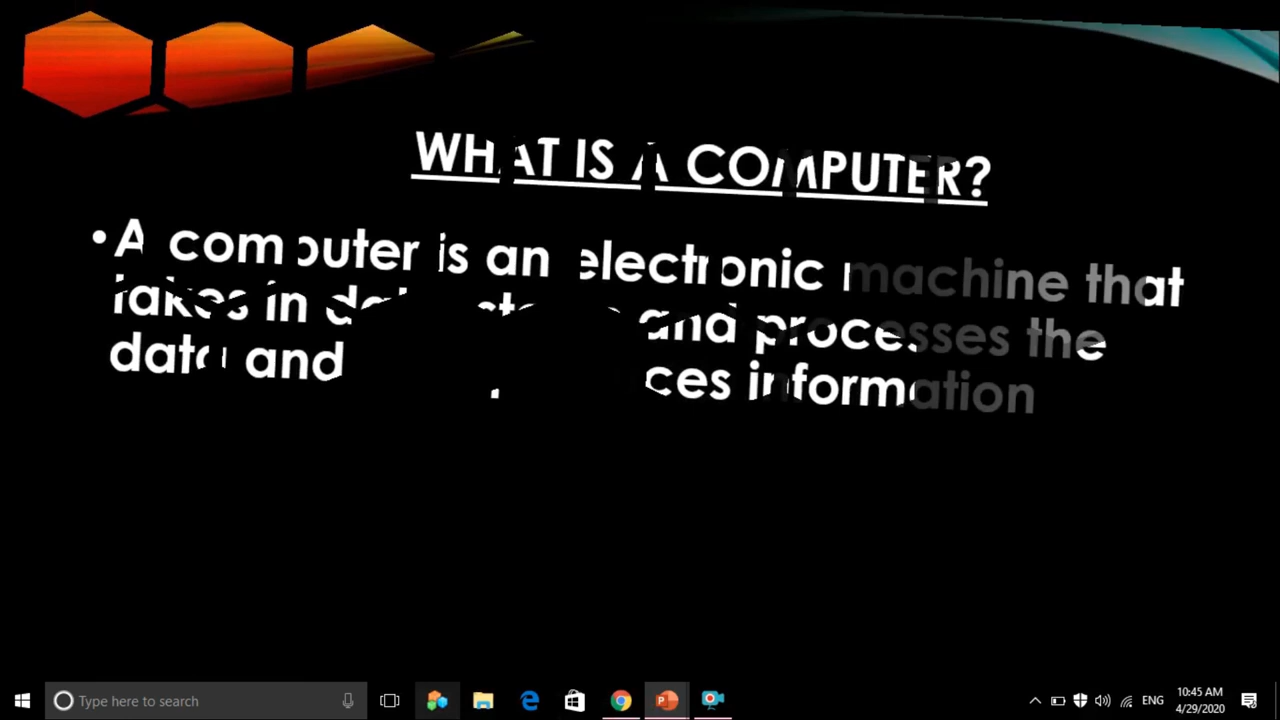 WHAT IS A COMPUTER?
• A computer is an electronic machine that
takes in data and processes the
data and information
Type here to search
ENG
10:45 AM
4/29/2020